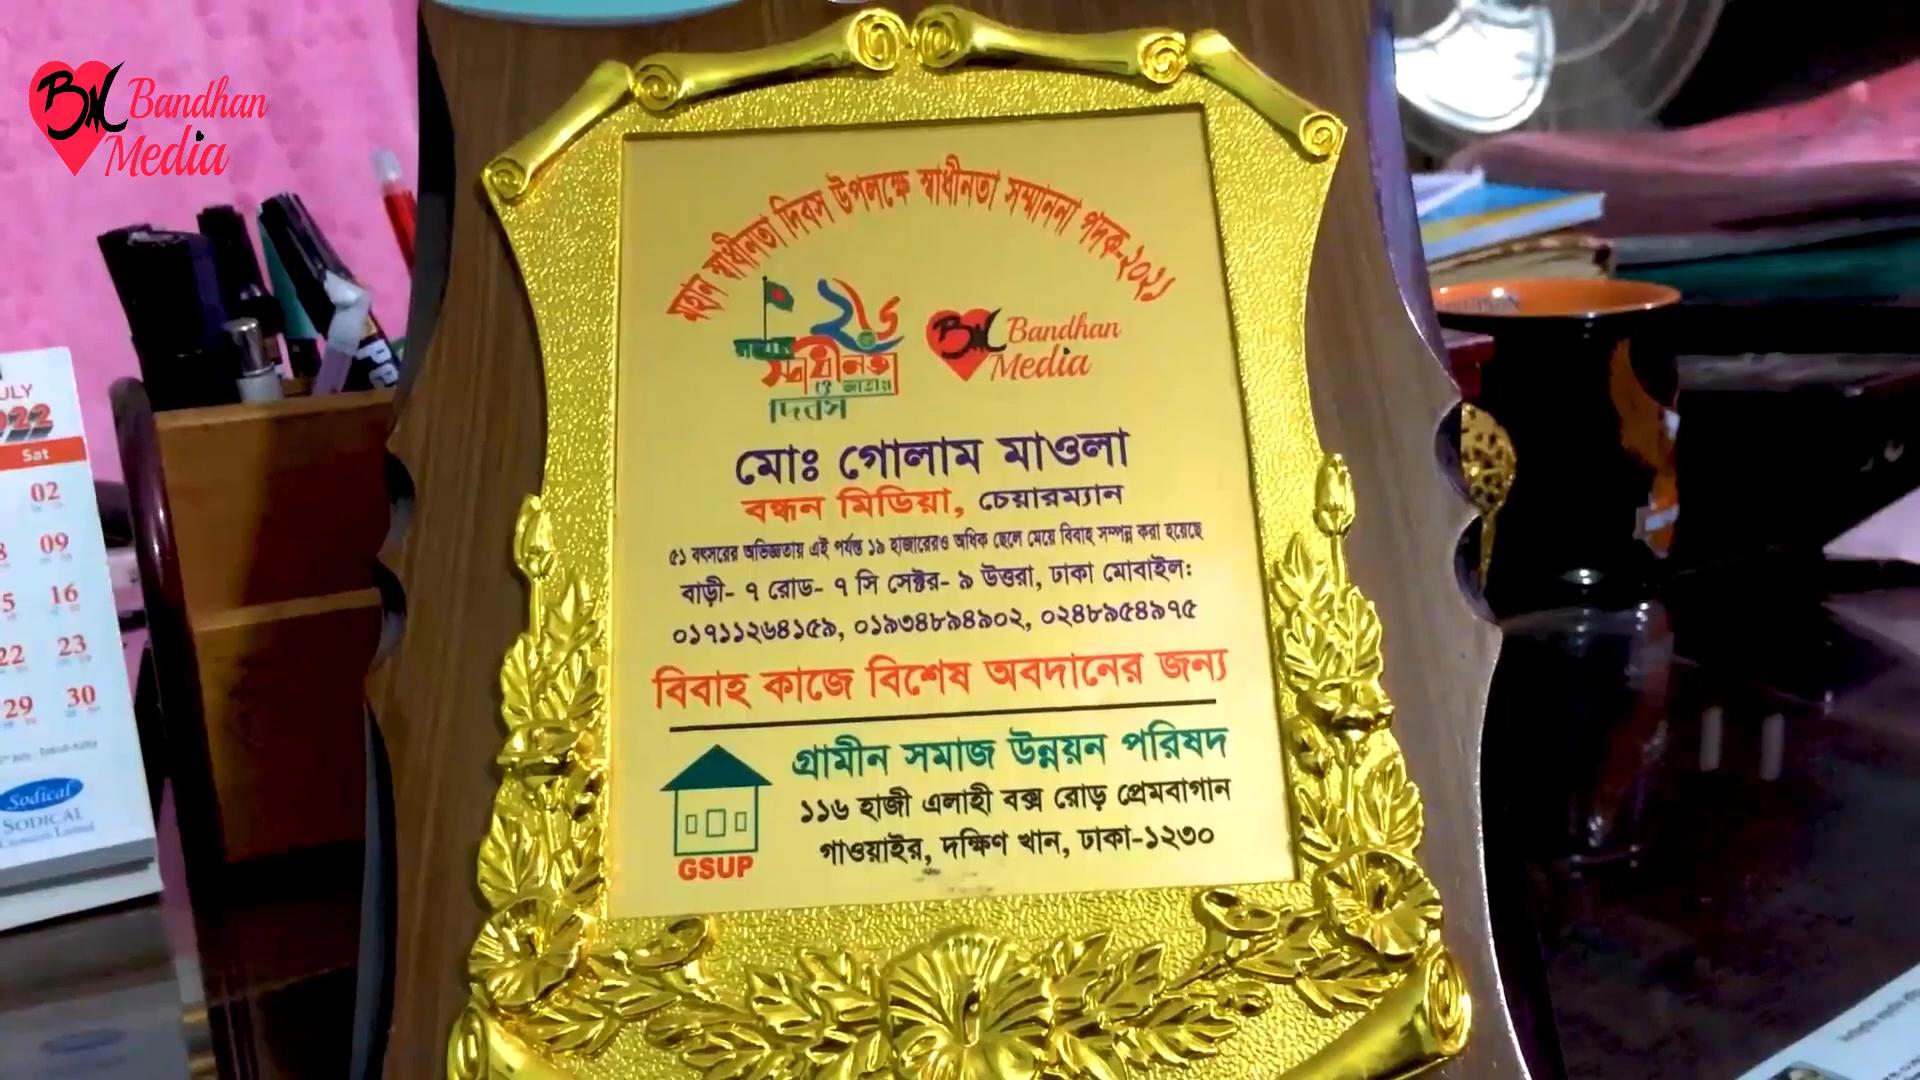 Bandhan
Media
মহান স্বাধীনতা দিবস উপলক্ষে স্বাধীনতা সম্মাননা পদক-২০২১
২৬
স্বাধীনতা
ও জাতীয়
দিবস
Bandhan
Media
মোঃ গোলাম মাওলা
বন্ধন মিডিয়া, চেয়ারম্যান
৫১ বৎসরের অভিজ্ঞতায় এই পর্যন্ত ১৯ হাজারেরও অধিক ছেলে মেয়ে বিবাহ সম্পন্ন করা হয়েছে
বাড়ী- ৭ রোড- ৭ সি সেক্টর- ৯ উত্তরা, ঢাকা মোবাইল:
০১৭১১২৬৪১৫৯, ০১৯৩৪৮৯৪৯০২, ০২৪৮৯৫৪৯৭৫
বিবাহ কাজে বিশেষ অবদানের জন্য
গ্রামীন সমাজ উন্নয়ন পরিষদ
১১৬ হাজী এলাহী বক্স রোড় প্রেমবাগান
গাওয়াইর, দক্ষিণ খান, ঢাকা-১২৩০
GSUP
Sat
02
09
16
22 23
29 30
Sodical
SODICAL